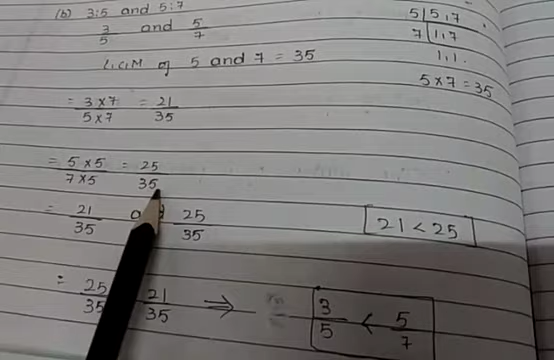 (b) 3:5 and 5:7
3/5 and 5/7
L.C.M of 5 and 7 = 35
5 | 5, 7
7 | 1, 7
1, 1.
5 × 7 = 35
= 3×7/5×7 = 21/35
= 5×5/7×5 = 25/35
= 21/35 25/35
21 < 25
= 25/35 21/35 ⇒ 3/5 < 5/7